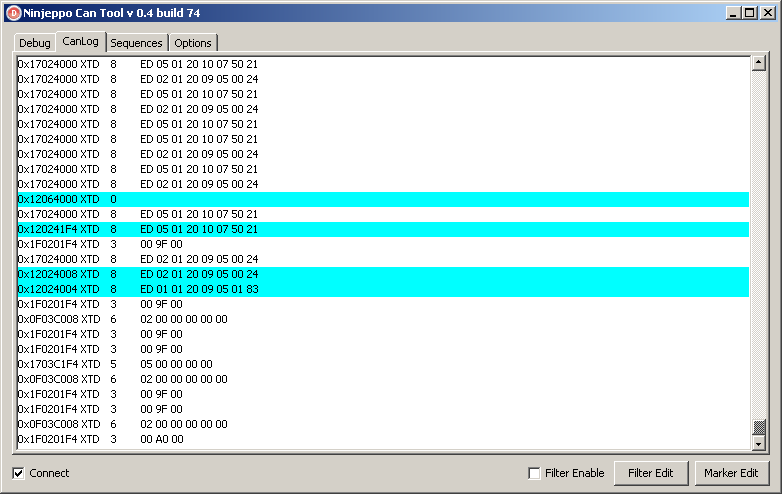 Ninjeppo Can Tool v 0.4 build 74
Debug CanLog Sequences Options
0x17024000 XTD 8 ED 05 01 20 10 07 50 21
0x17024000 XTD 8 ED 02 01 20 09 05 00 24
0x17024000 XTD 8 ED 05 01 20 10 07 50 21
0x17024000 XTD 8 ED 02 01 20 09 05 00 24
0x17024000 XTD 8 ED 05 01 20 10 07 50 21
0x17024000 XTD 8 ED 05 01 20 10 07 50 21
0x17024000 XTD 8 ED 02 01 20 09 05 00 24
0x17024000 XTD 8 ED 05 01 20 10 07 50 21
0x17024000 XTD 8 ED 02 01 20 09 05 00 24
0x12064000 XTD 0
0x17024000 XTD 8 ED 05 01 20 10 07 50 21
0x120241F4 XTD 8 ED 05 01 20 10 07 50 21
0x1F0201F4 XTD 3 00 9F 00
0x17024000 XTD 8 ED 02 01 20 09 05 00 24
0x12024008 XTD 8 ED 02 01 20 09 05 00 24
0x12024004 XTD 8 ED 01 01 20 09 05 01 83
0x1F0201F4 XTD 3 00 9F 00
0x0F03C008 XTD 6 02 00 00 00 00 00
0x1F0201F4 XTD 3 00 9F 00
0x1F0201F4 XTD 3 00 9F 00
0x1703C1F4 XTD 5 05 00 00 00 00
0x0F03C008 XTD 6 02 00 00 00 00 00
0x1F0201F4 XTD 3 00 9F 00
0x1F0201F4 XTD 3 00 9F 00
0x0F03C008 XTD 6 02 00 00 00 00 00
0x1F0201F4 XTD 3 00 A0 00
Connect Filter Enable Filter Edit Marker Edit